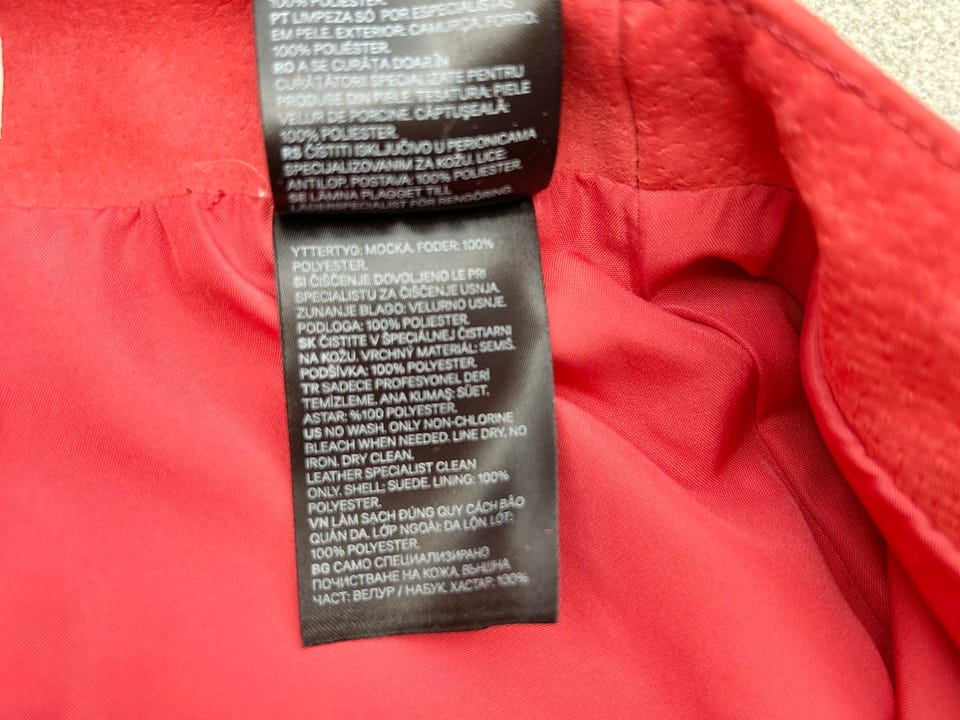 100% POLIÉSTER.
PT LIMPEZA SÓ POR ESPECIALISTAS
EM PELE. EXTERIOR: CAMURÇA. FORRO:
100% POLIÉSTER.
RO A SE CURĂȚA DOAR ÎN
CURĂȚĂTORII SPECIALIZATE PENTRU
PRODUSE DIN PIELE. ȚESĂTURA: PIELE
VELUR DE PORCINE. CĂPTUȘEALĂ:
100% POLIESTER.
RS ČISTITI ISKLJUČIVO U PERIONICAMA
SPECIJALIZOVANIM ZA KOŽU. LICE:
ANTILOP. POSTAVA: 100% POLIESTER.
SE LÄMNA PLAGGET TILL
LÄDERSPECIALIST FÖR RENGÖRING.
YTTERTYG: MOCKA. FODER: 100%
POLYESTER.
SI ČIŠČENJE DOVOLJENO LE PRI
SPECIALISTU ZA ČIŠČENJE USNJA.
ZUNANJE BLAGO: VELURNO USNJE.
PODLOGA: 100% POLIESTER.
SK ČISTITE V ŠPECIÁLNEJ ČISTIARNI
NA KOŽU. VRCHNÝ MATERIÁL: SEMIŠ.
PODŠÍVKA: 100% POLYESTER.
TR SADECE PROFESYONEL DERİ
TEMİZLEME. ANA KUMAŞ: SÜET.
ASTAR: %100 POLYESTER.
US NO WASH. ONLY NON-CHLORINE
BLEACH WHEN NEEDED. LINE DRY. NO
IRON. DRY CLEAN.
LEATHER SPECIALIST CLEAN
ONLY. SHELL: SUEDE. LINING: 100%
POLYESTER.
VN LÀM SẠCH ĐÚNG QUY CÁCH BẢO
QUẢN DA. LỚP NGOÀI: DA LỘN. LÓT:
100% POLYESTER.
BG САМО СПЕЦИАЛИЗИРАНО
ПОЧИСТВАНЕ НА КОЖА. ВЪНШНА
ЧАСТ: ВЕЛУР / НАБУК. ХАСТАР: 100%